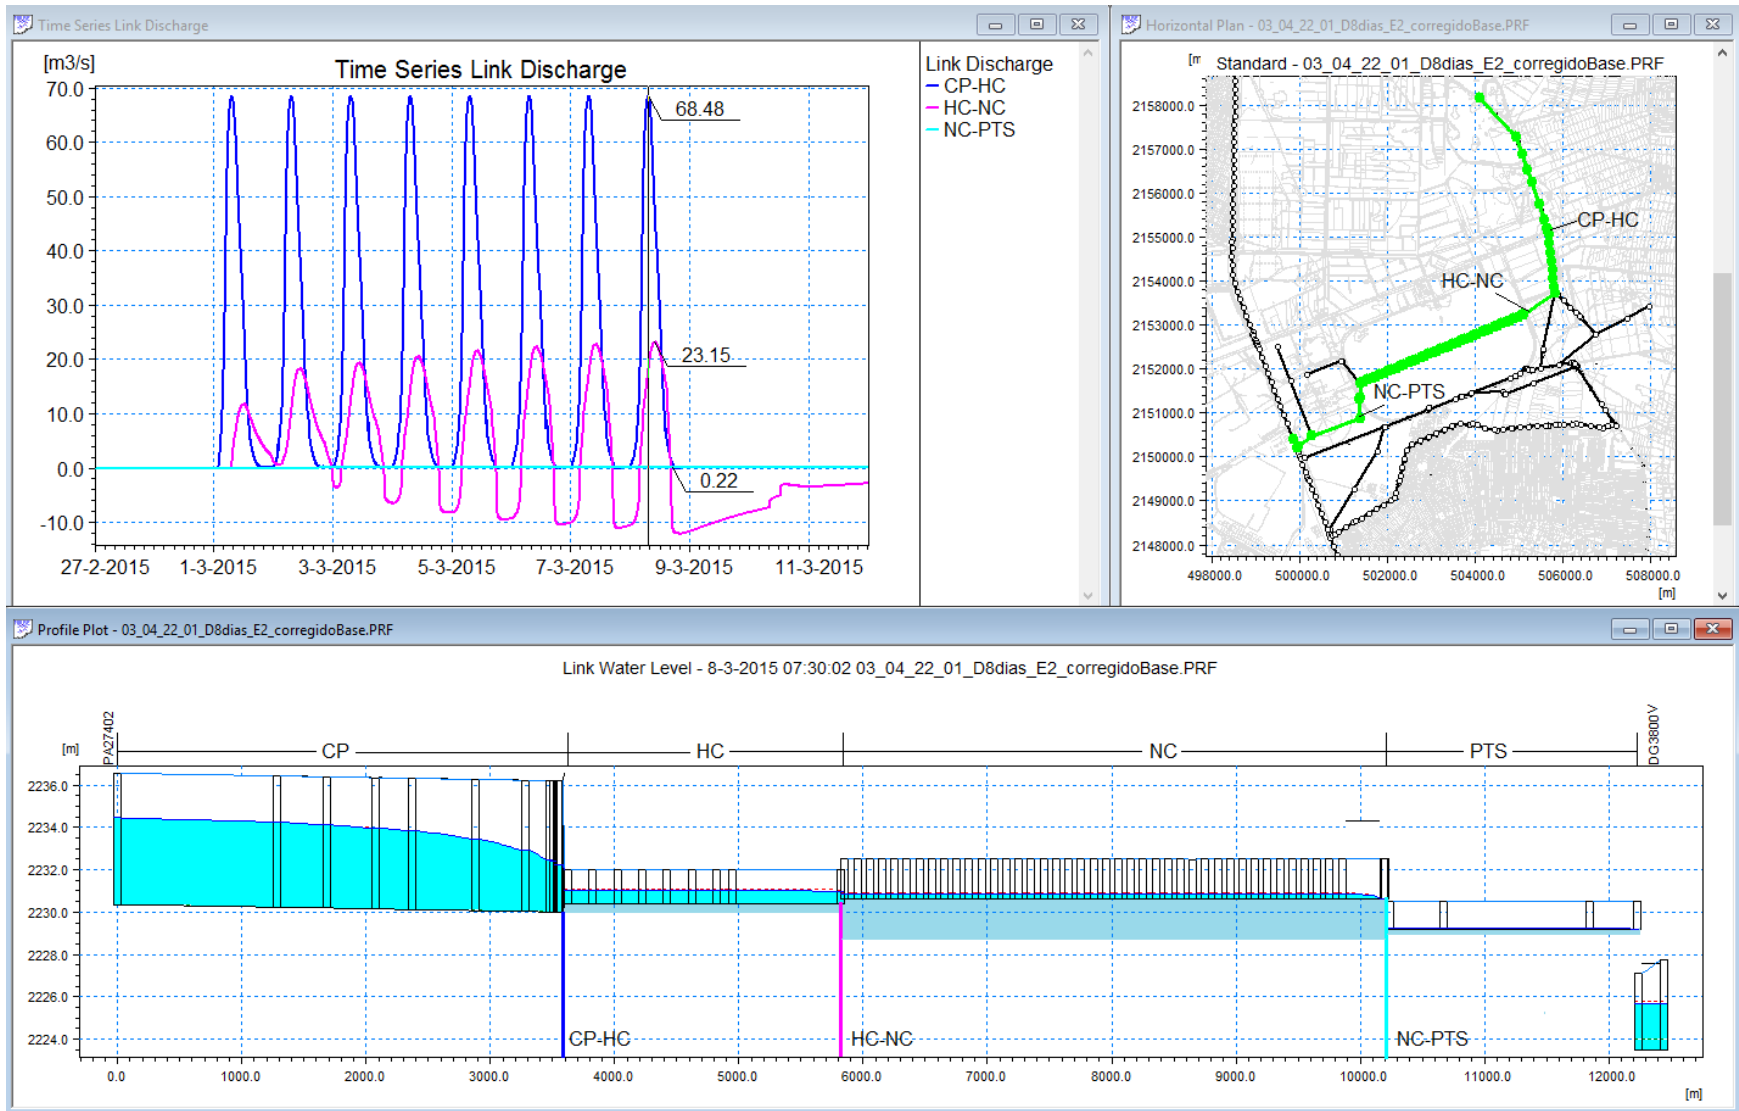 Time Series Link Discharge
[m3/s]
Time Series Link Discharge
70.0
60.0
50.0
40.0
30.0
20.0
10.0
0.0
-10.0
68.48
23.15
0.22
27-2-2015 1-3-2015 3-3-2015 5-3-2015 7-3-2015 9-3-2015 11-3-2015
Link Discharge
CP-HC
HC-NC
NC-PTS
Horizontal Plan - 03_04_22_01_D8dias_E2_corregidoBase.PRF
[m Standard - 03_04_22_01_D8dias_E2_corregidoBase.PRF
2158000.0
2157000.0
2156000.0
2155000.0
2154000.0
2153000.0
2152000.0
2151000.0
2150000.0
2149000.0
2148000.0
CP-HC
HC-NC
NC-PTS
498000.0 500000.0 502000.0 504000.0 506000.0 508000.0
[m]
Profile Plot - 03_04_22_01_D8dias_E2_corregidoBase.PRF
Link Water Level - 8-3-2015 07:30:02 03_04_22_01_D8dias_E2_corregidoBase.PRF
[m]
PA27402
CP HC NC PTS
DG3800V
2236.0
2234.0
2232.0
2230.0
2228.0
2226.0
2224.0
CP-HC HC-NC NC-PTS
0.0 1000.0 2000.0 3000.0 4000.0 5000.0 6000.0 7000.0 8000.0 9000.0 10000.0 11000.0 12000.0
[m]